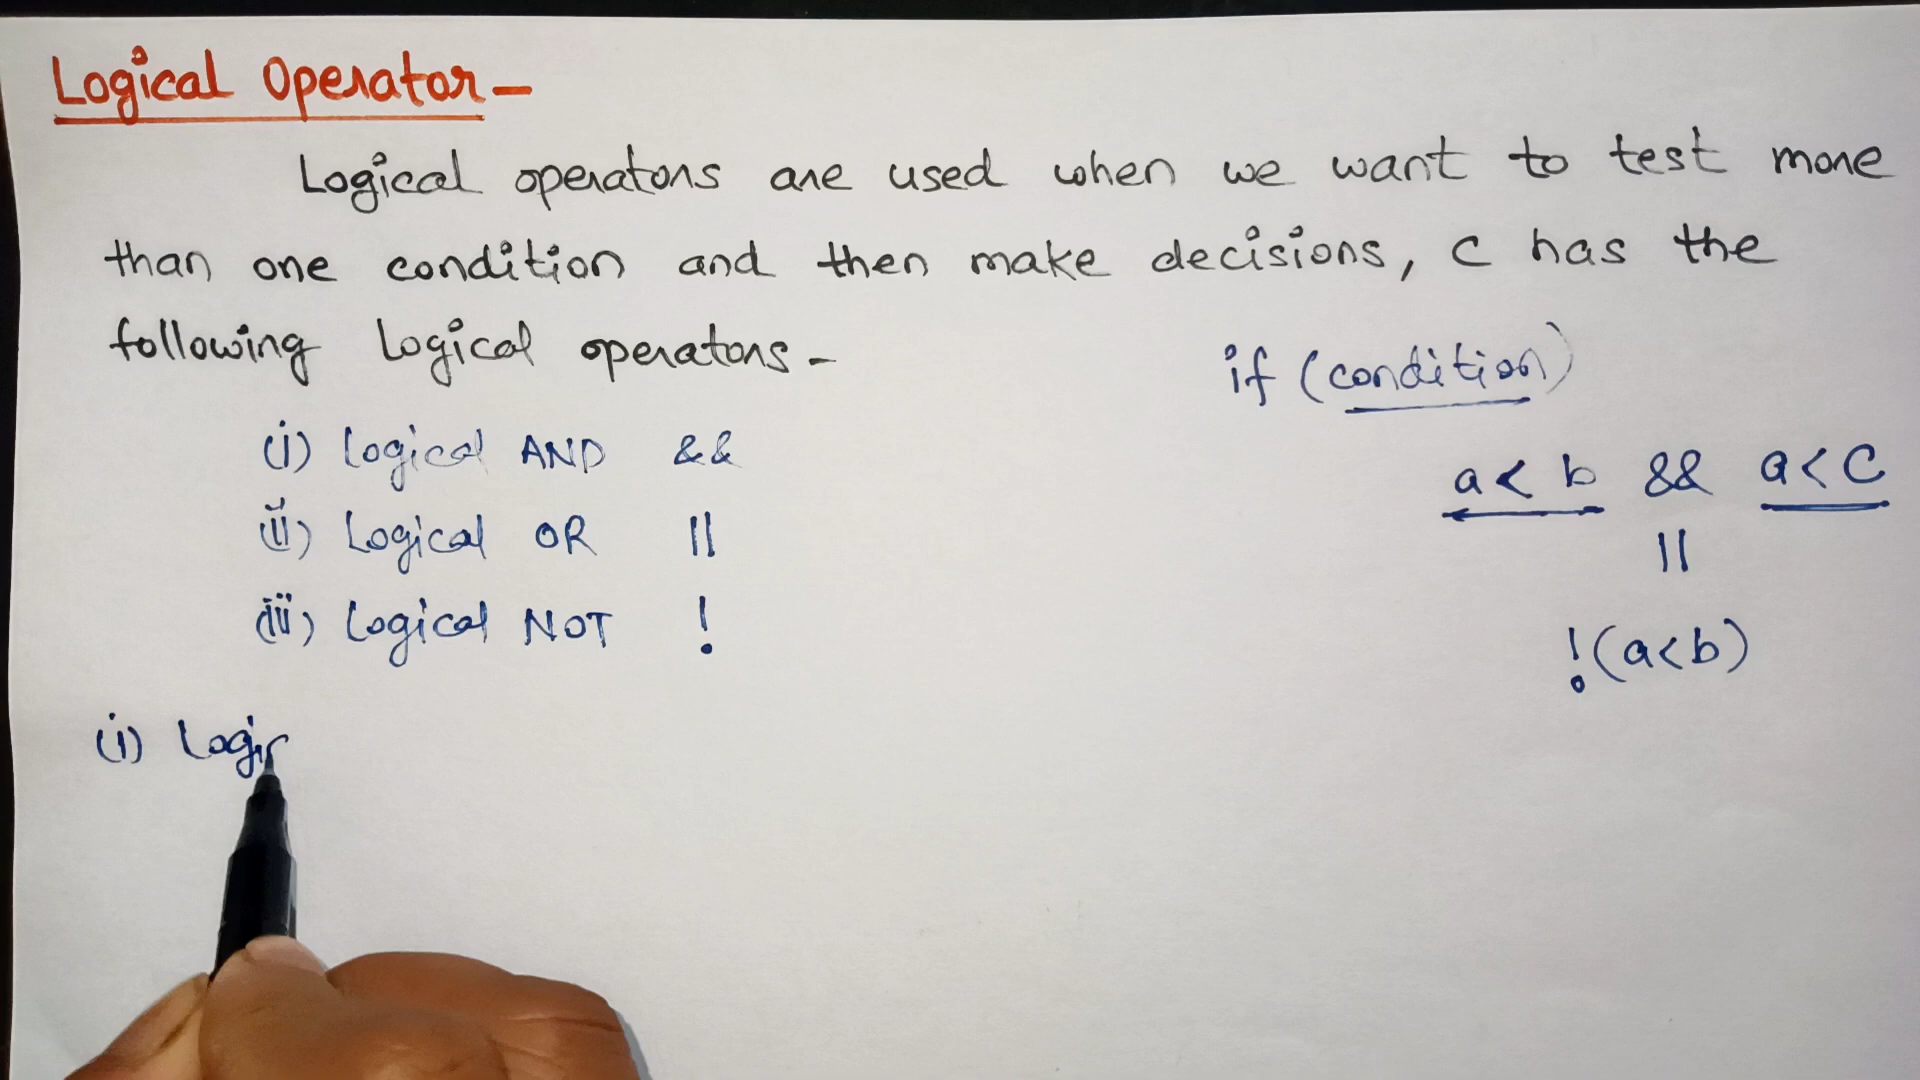 Logical Operator-
Logical operators are used when we want to test more
than one condition and then make decisions, C has the
following Logical operators-
(i) Logical AND &&
(ii) Logical OR ||
(iii) Logical NOT !
if (condition)
a < b && a < C
||
!(a<b)
(i) Logic